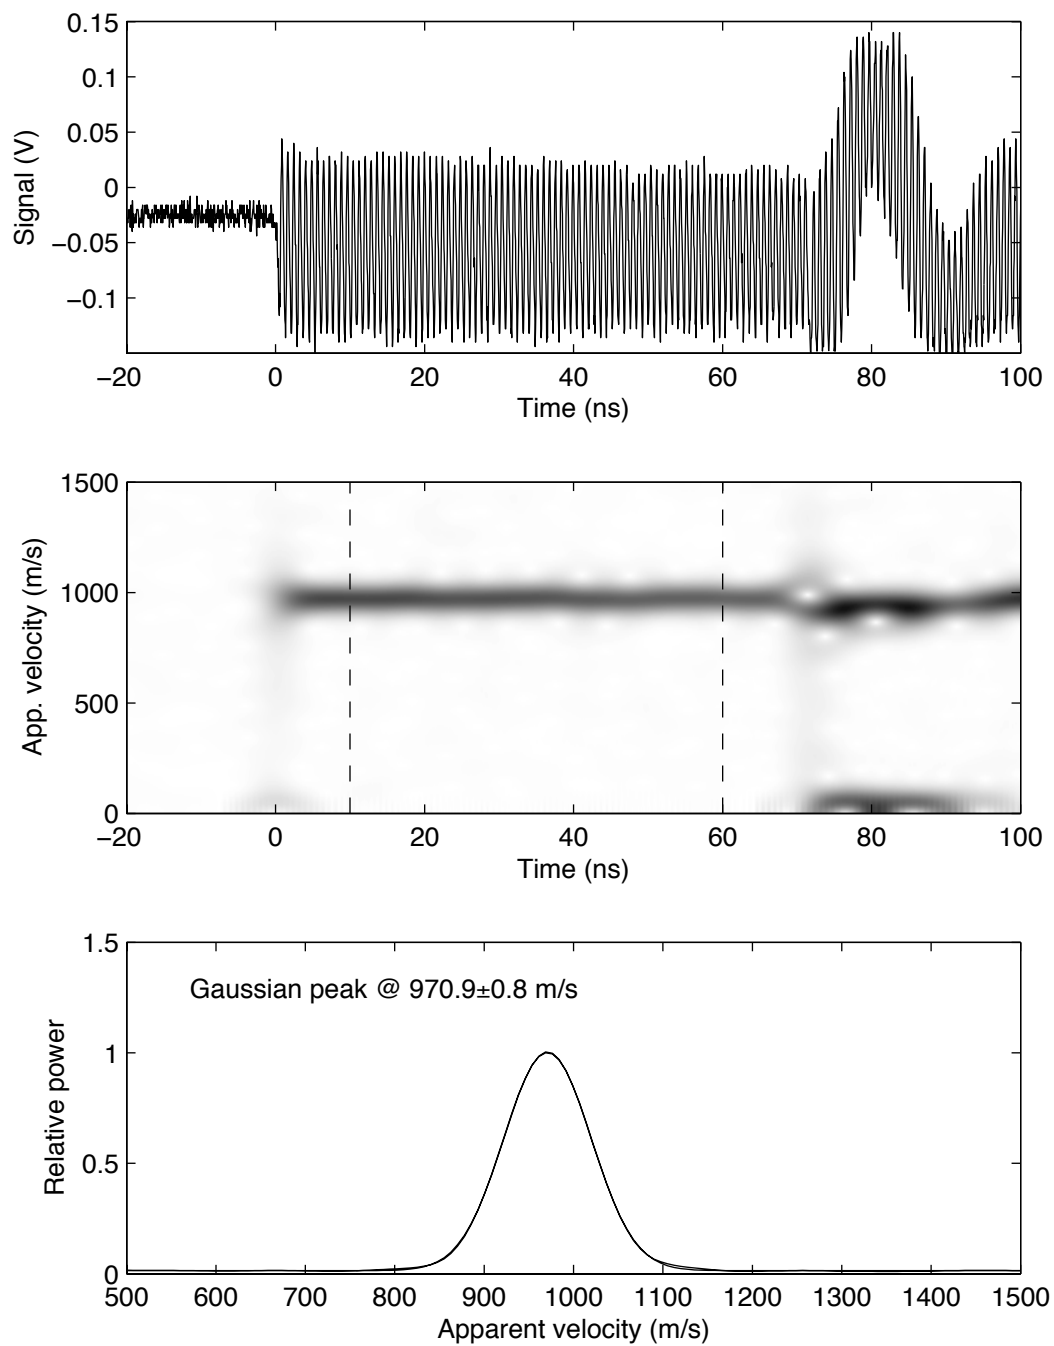 0.15
0.1
0.05
0
−0.05
−0.1
Signal (V)
−20 0 20 40 60 80 100
Time (ns)
1500
1000
500
0
App. velocity (m/s)
−20 0 20 40 60 80 100
Time (ns)
1.5
1
0.5
0
Relative power
Gaussian peak @ 970.9±0.8 m/s
500 600 700 800 900 1000 1100 1200 1300 1400 1500
Apparent velocity (m/s)